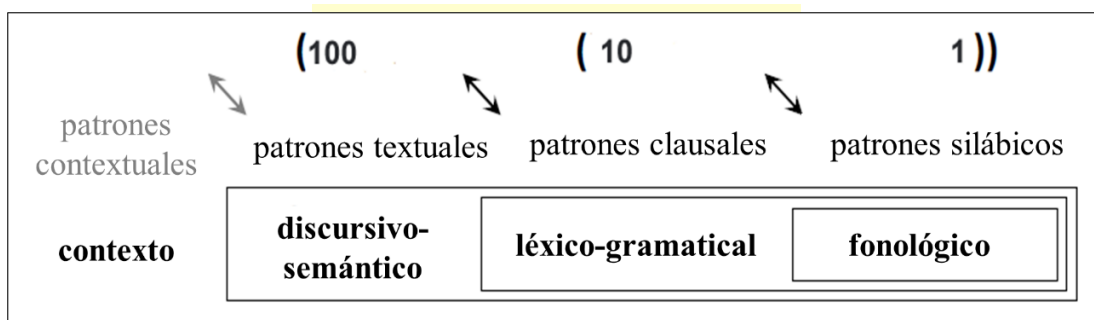 (100 ( 10 1 ))
patrones
contextuales
patrones textuales
patrones clausales
patrones silábicos
contexto
discursivo-
semántico
léxico-gramatical
fonológico